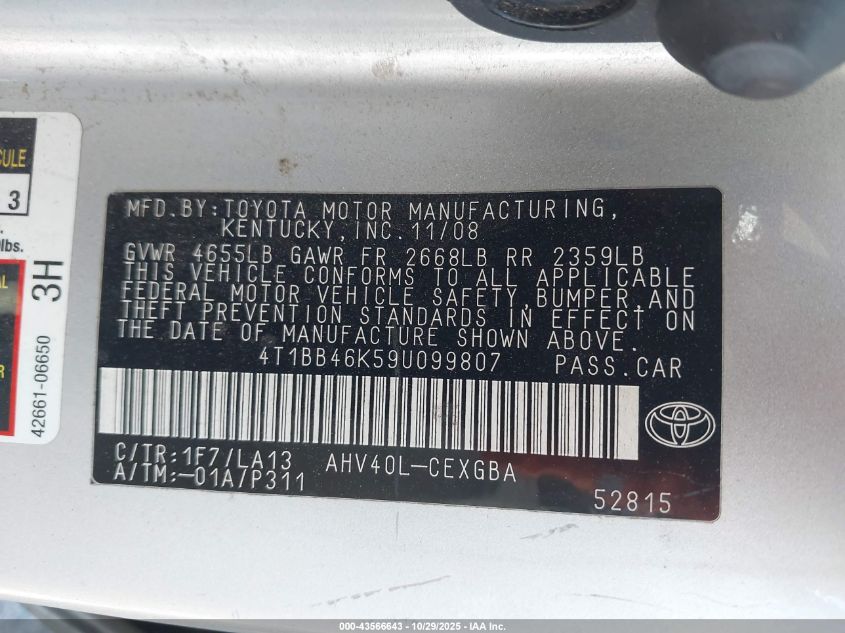 CULE
3
lbs.
AL
R
42661-06650 3H
MFD.BY:TOYOTA MOTOR MANUFACTURING,
KENTUCKY,INC.11/08
GVWR 4655LB GAWR FR 2668LB RR 2359LB
THIS VEHICLE CONFORMS TO ALL APPLICABLE
FEDERAL MOTOR VEHICLE SAFETY,BUMPER,AND
THEFT PREVENTION STANDARDS IN EFFECT ON
THE DATE OF MANUFACTURE SHOWN ABOVE.
4T1BB46K59U099807 PASS.CAR
C/TR:1F7/LA13 AHV40L-CEXGBA
A/TM:-01A/P311
52815
000-43566643 | 10/29/2025 - IAA Inc.